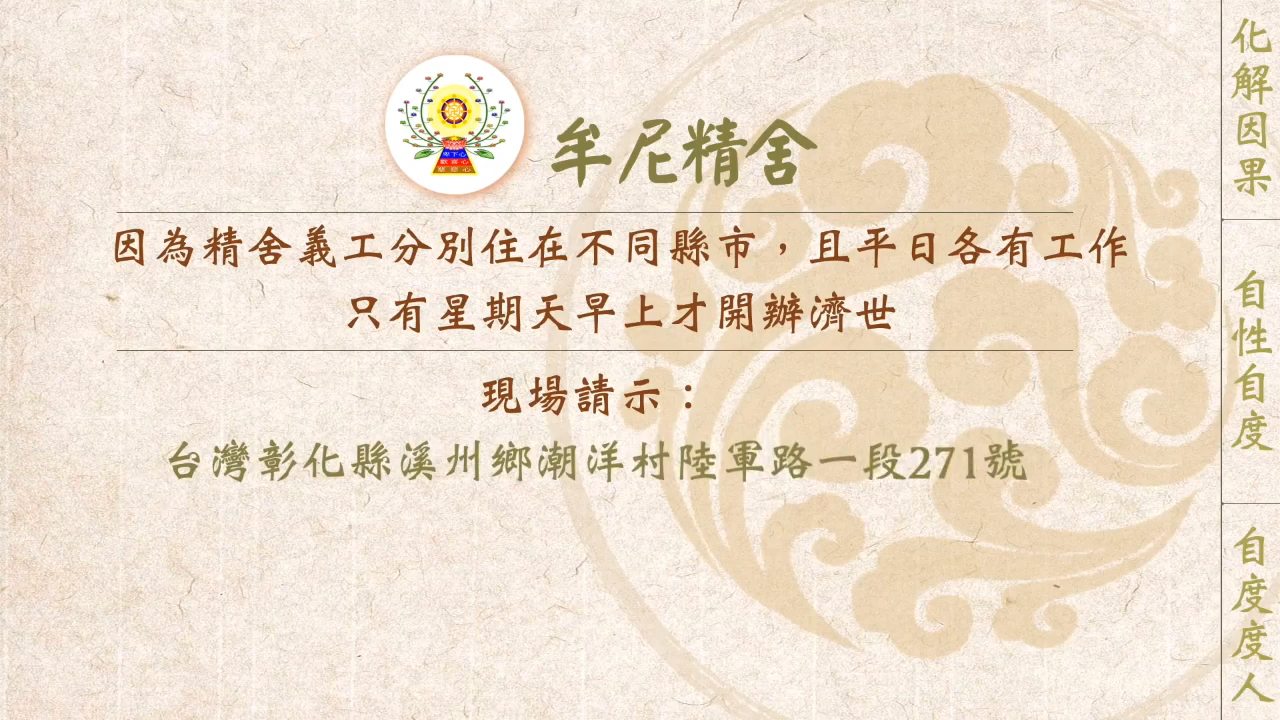 牟尼精舍
因為精舍義工分別住在不同縣市，且平日各有工作
只有星期天早上才開辦濟世
現場請示：
台灣彰化縣溪州鄉潮洋村陸軍路一段271號
化解因果
自性自度
自度度人